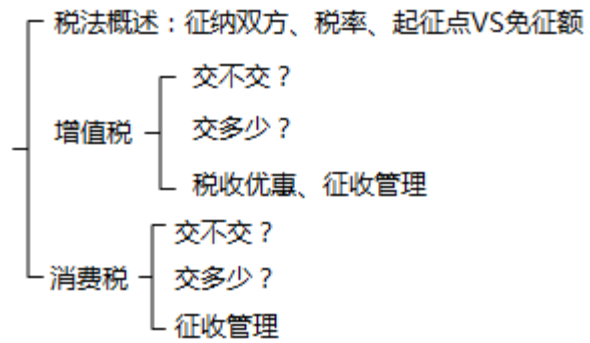 税法概述：征纳双方、税率、起征点VS免征额
增值税
交不交？
交多少？
税收优惠、征收管理
消费税
交不交？
交多少？
征收管理